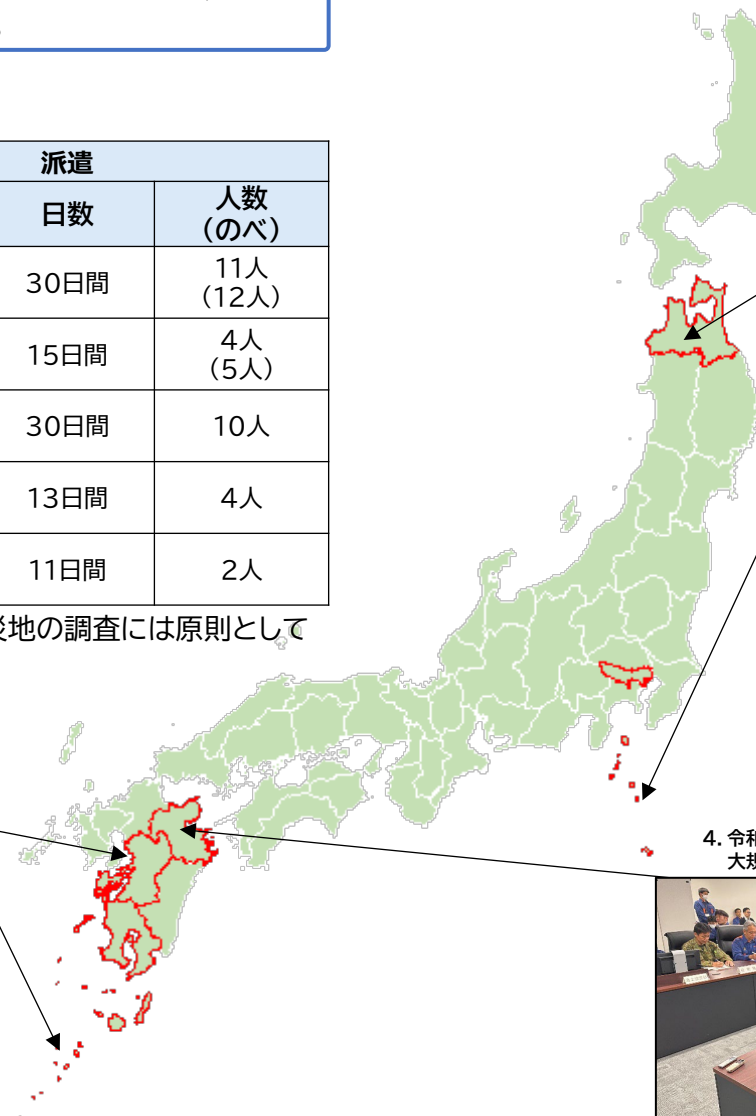 派遣
日数
人数
(のべ)
30日間
11人
(12人)
15日間
4人
(5人)
30日間
10人
13日間
4人
11日間
2人
災地の調査には原則として
4. 令和
大規